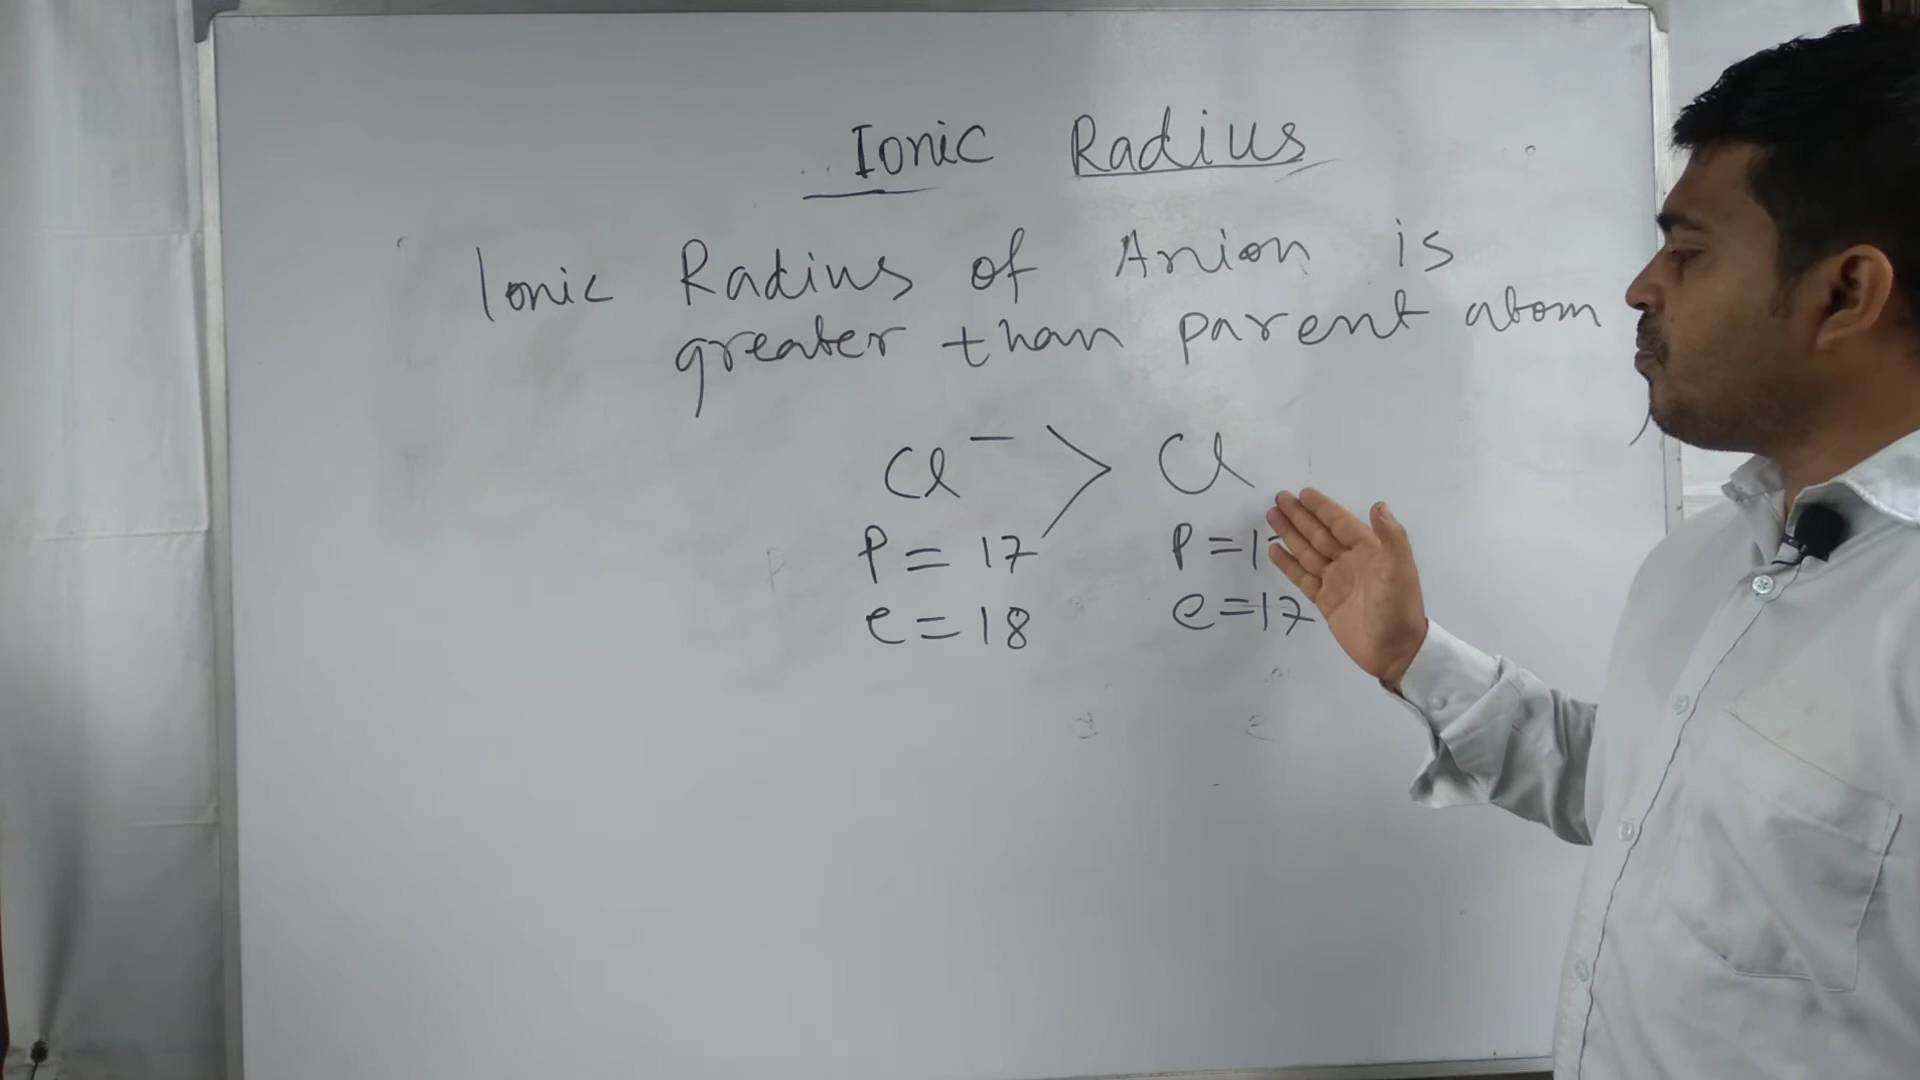 Ionic Radius
Ionic Radius of Anion is
greater than parent atom
Cl⁻ > Cl
P = 17 P = 1
e = 18 e = 17